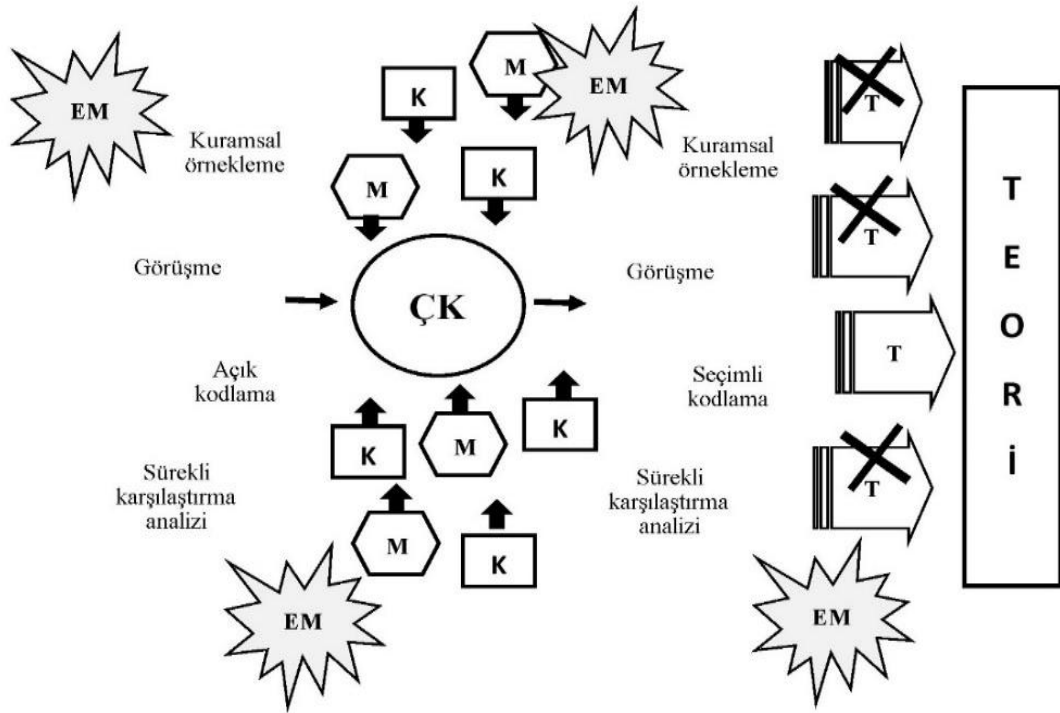 EM
Kuramsal
örnekleme
Görüşme
Açık
kodlama
Sürekli
karşılaştırma
analizi
EM
K
M
M
K
ÇK
K
M
K
M
K
EM
Kuramsal
örnekleme
Görüşme
Seçimli
kodlama
Sürekli
karşılaştırma
analizi
EM
T
T
T
T
T
E
O
R
İ